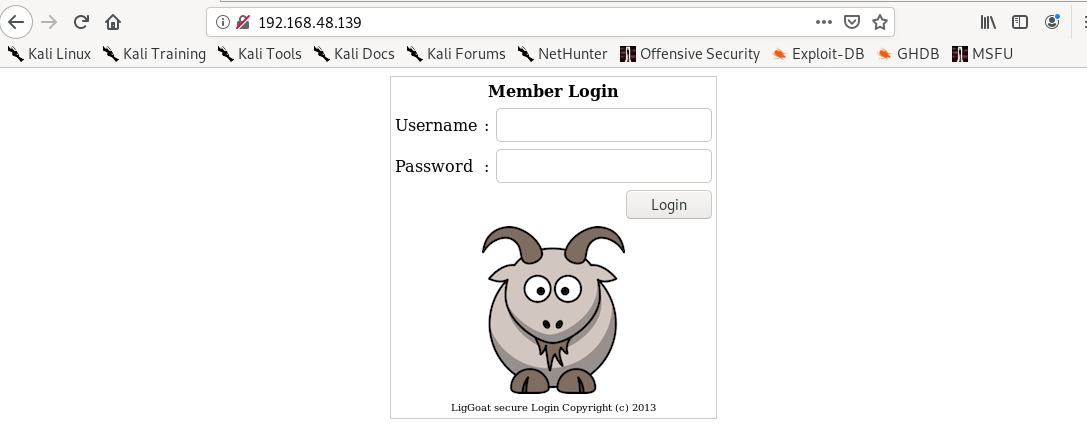 192.168.48.139
Kali Linux Kali Training Kali Tools Kali Docs Kali Forums NetHunter Offensive Security Exploit-DB GHDB MSFU
Member Login
Username :
Password :
Login
LigGoat secure Login Copyright (c) 2013